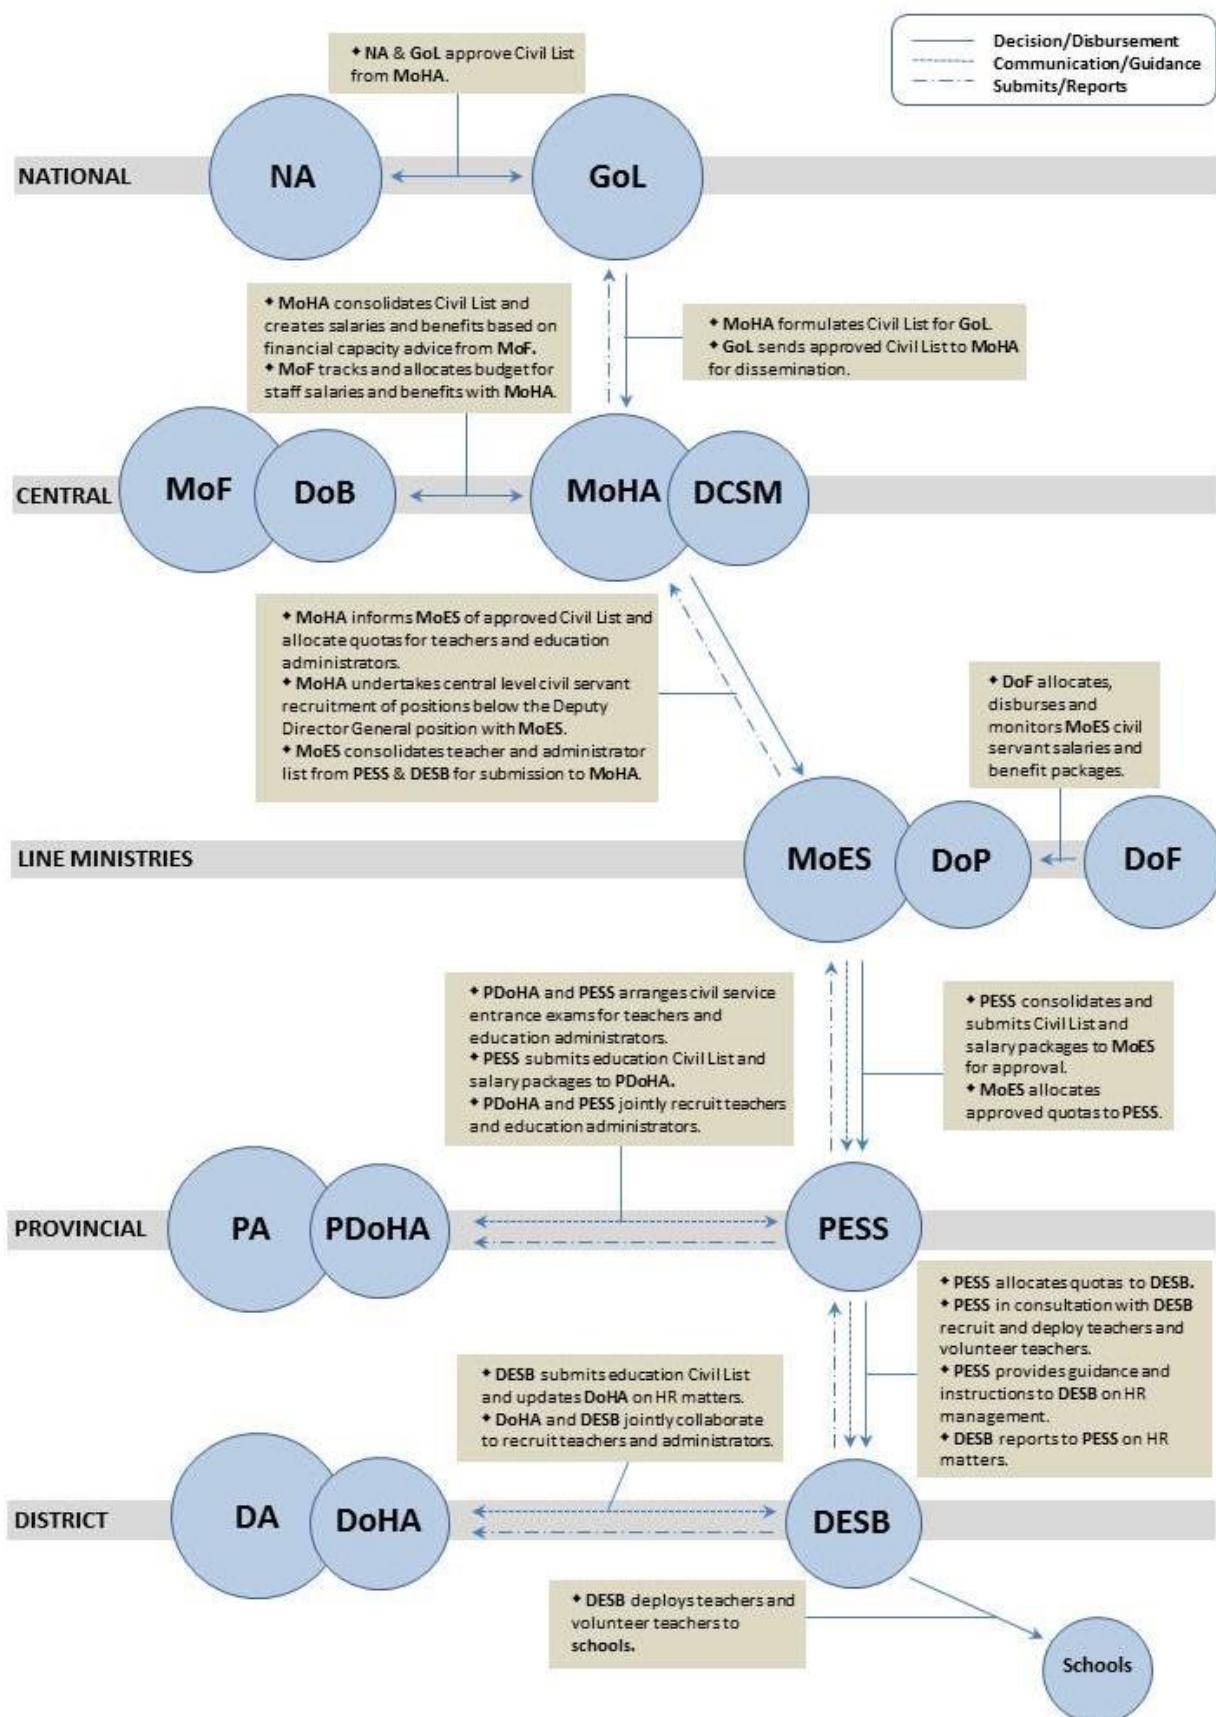 Decision/Disbursement
Communication/Guidance
Submits/Reports
✦ NA & GoL approve Civil List
from MoHA.
NATIONAL
NA
GoL
✦ MoHA consolidates Civil List and
creates salaries and benefits based on
financial capacity advice from MoF.
✦ MoF tracks and allocates budget for
staff salaries and benefits with MoHA.
✦ MoHA formulates Civil List for GoL.
✦ GoL sends approved Civil List to MoHA
for dissemination.
CENTRAL
MoF
DoB
MoHA
DCSM
✦ MoHA informs MoES of approved Civil List and
allocate quotas for teachers and education
administrators.
✦ MoHA undertakes central level civil servant
recruitment of positions below the Deputy
Director General position with MoES.
✦ MoES consolidates teacher and administrator
list from PESS & DESB for submission to MoHA.
✦ DoF allocates,
disburses and
monitors MoES civil
servant salaries and
benefit packages.
LINE MINISTRIES
MoES
DoP
DoF
✦ PDoHA and PESS arranges civil service
entrance exams for teachers and
education administrators.
✦ PESS submits education Civil List and
salary packages to PDoHA.
✦ PDoHA and PESS jointly recruit teachers
and education administrators.
✦ PESS consolidates and
submits Civil List and
salary packages to MoES
for approval.
✦ MoES allocates
approved quotas to PESS.
PROVINCIAL
PA
PDoHA
PESS
✦ PESS allocates quotas to DESB.
✦ PESS in consultation with DESB
recruit and deploy teachers and
volunteer teachers.
✦ PESS provides guidance and
instructions to DESB on HR
management.
✦ DESB reports to PESS on HR
matters.
✦ DESB submits education Civil List
and updates DoHA on HR matters.
✦ DoHA and DESB jointly collaborate
to recruit teachers and administrators.
DISTRICT
DA
DoHA
DESB
✦ DESB deploys teachers and
volunteer teachers to
schools.
Schools